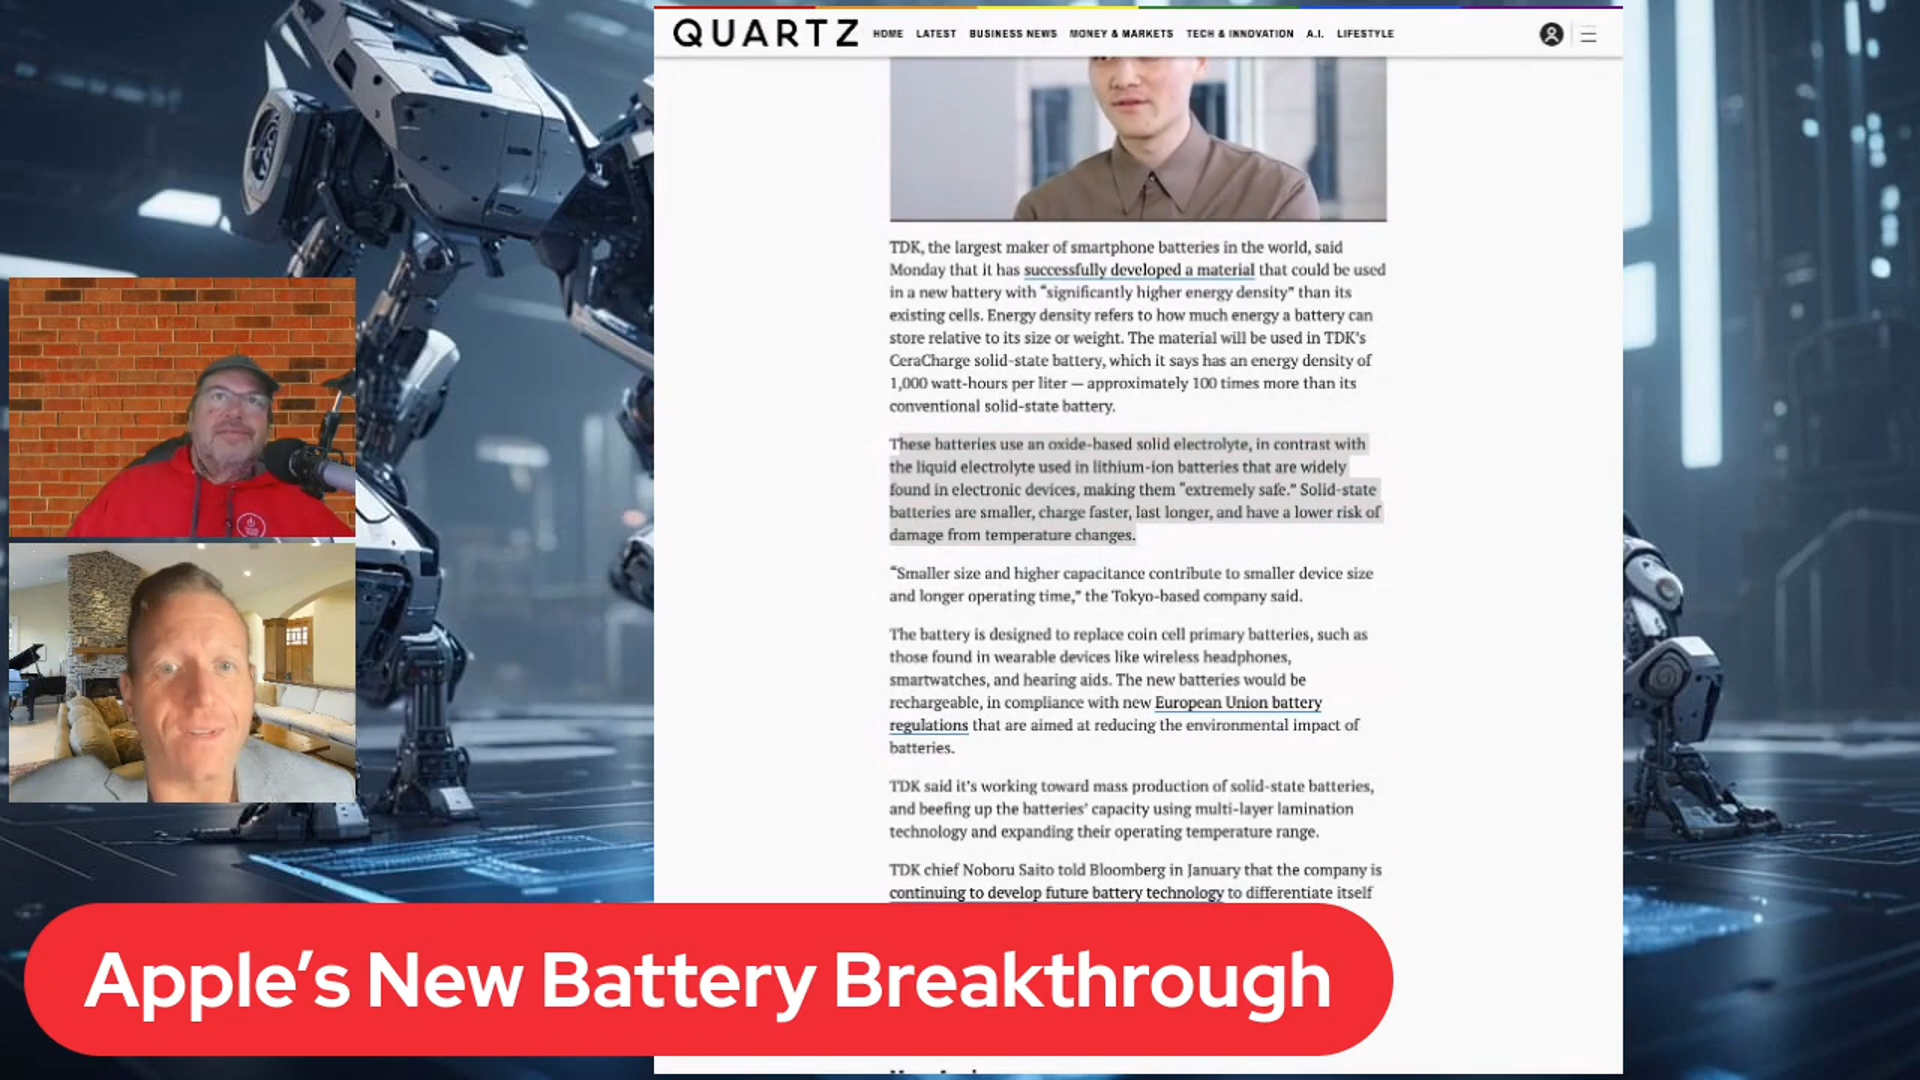 QUARTZ
HOME LATEST BUSINESS NEWS MONEY & MARKETS TECH & INNOVATION A.I. LIFESTYLE
TDK, the largest maker of smartphone batteries in the world, said
Monday that it has successfully developed a material that could be used
in a new battery with “significantly higher energy density” than its
existing cells. Energy density refers to how much energy a battery can
store relative to its size or weight. The material will be used in TDK’s
CeraCharge solid-state battery, which it says has an energy density of
1,000 watt-hours per liter — approximately 100 times more than its
conventional solid-state battery.
These batteries use an oxide-based solid electrolyte, in contrast with
the liquid electrolyte used in lithium-ion batteries that are widely
found in electronic devices, making them “extremely safe.” Solid-state
batteries are smaller, charge faster, last longer, and have a lower risk of
damage from temperature changes.
“Smaller size and higher capacitance contribute to smaller device size
and longer operating time,” the Tokyo-based company said.
The battery is designed to replace coin cell primary batteries, such as
those found in wearable devices like wireless headphones,
smartwatches, and hearing aids. The new batteries would be
rechargeable, in compliance with new European Union battery
regulations that are aimed at reducing the environmental impact of
batteries.
TDK said it’s working toward mass production of solid-state batteries,
and beefing up the batteries’ capacity using multi-layer lamination
technology and expanding their operating temperature range.
TDK chief Noboru Saito told Bloomberg in January that the company is
continuing to develop future battery technology to differentiate itself
Apple’s New Battery Breakthrough